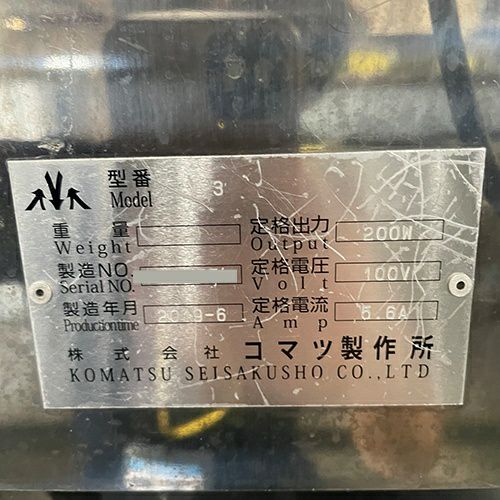 型番 3
Model
重量
Weight
定格出力 200W
Output
製造NO.
Serial NO.
定格電圧 100V
Volt
製造年月
Productiontime
定格電流
Amp
株式会社 コマツ製作所
KOMATSU SEISAKUSHO CO.,LTD